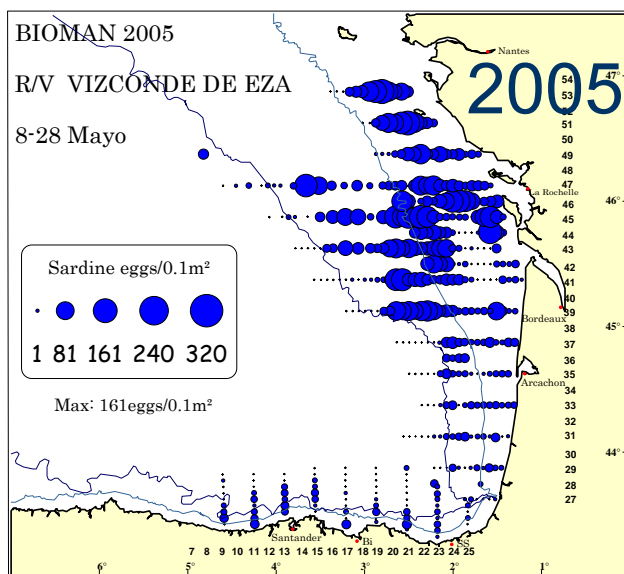 BIOMAN 2005
R/V VIZCONDE DE EZA
8-28 Mayo
2005
Nantes
La Rochelle
Bordeaux
Arcachon
Santander
Bi
SS
Sardine eggs/0.1m²
1 81 161 240 320
Max: 161eggs/0.1m²
47°
46°
45°
44°
54
53
52
51
50
49
48
47
46
45
44
43
42
41
40
39
38
37
36
35
34
33
32
31
30
29
28
27
7 8 9 10 11 12 13 14 15 16 17 18 19 20 21 22 23 24 25
6° 5° 4° 3° 2° 1°